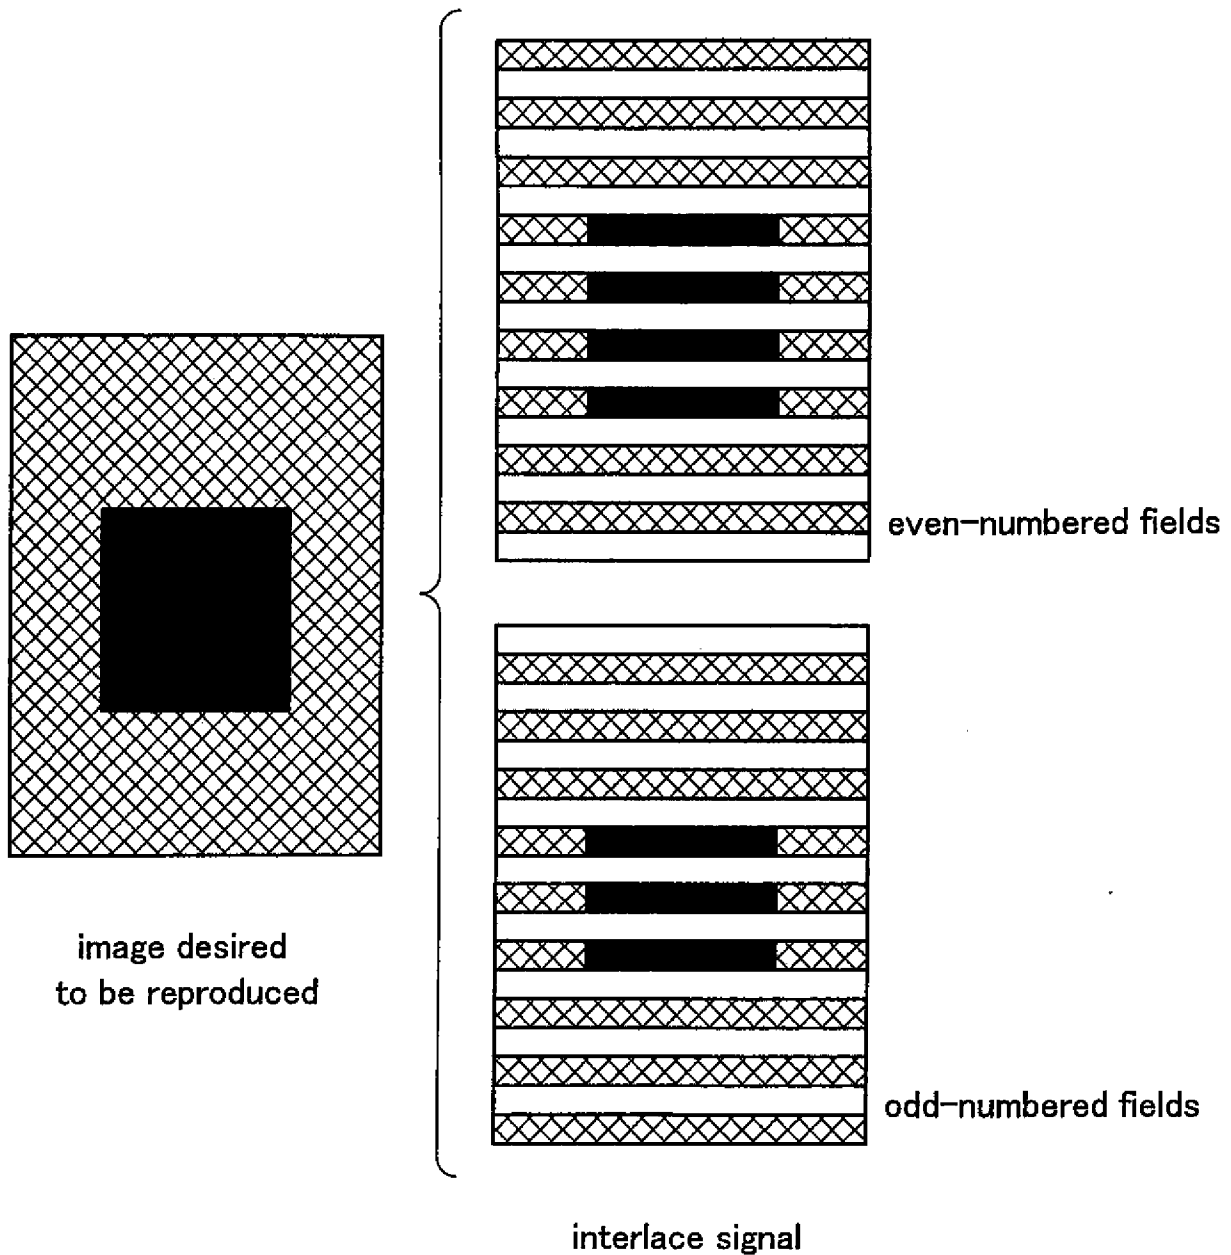 even-numbered fields
image desired
to be reproduced
odd-numbered fields
interlace signal